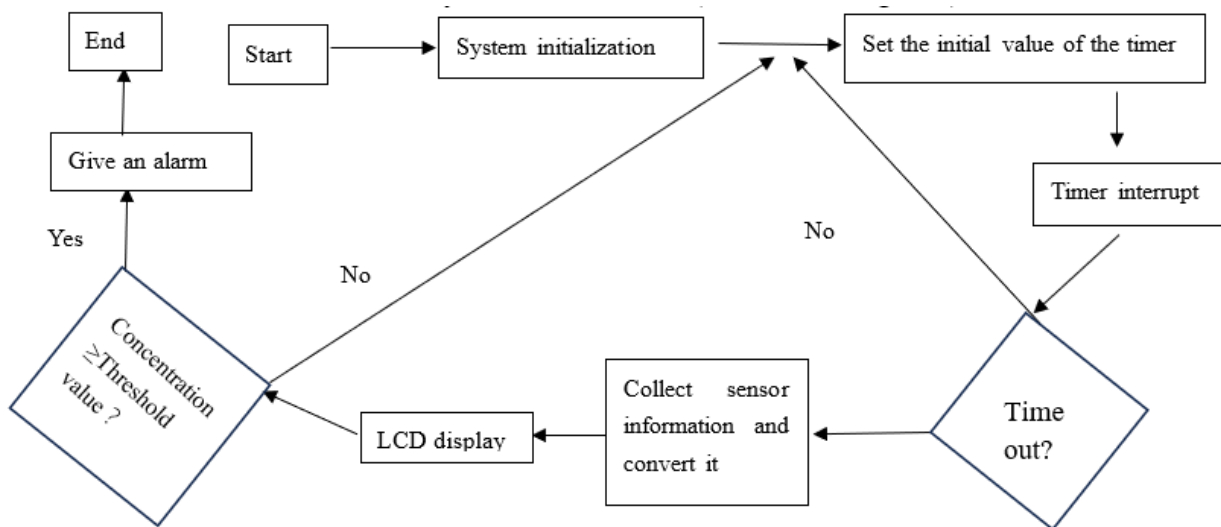 End
Start
System initialization
Set the initial value of the timer
Give an alarm
Timer interrupt
Yes
No
No
Concentration
≥Threshold
value ?
Collect sensor
information and
convert it
LCD display
Time
out?